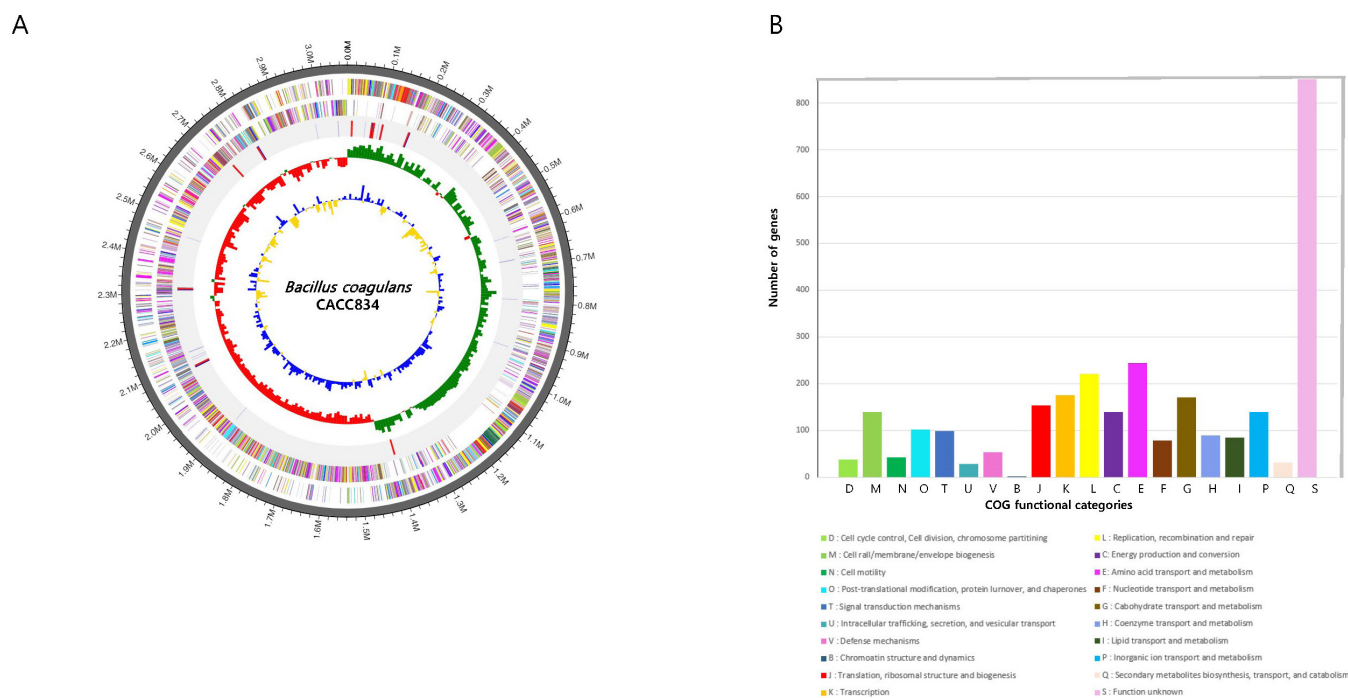 A
B
0.0M
0.1M
0.2M
0.3M
0.4M
0.5M
0.6M
0.7M
0.8M
0.9M
1.0M
1.1M
1.2M
1.3M
1.4M
1.5M
1.6M
1.7M
1.8M
1.9M
2.0M
2.1M
2.2M
2.3M
2.4M
2.5M
2.6M
2.7M
2.8M
2.9M
3.0M
Bacillus coagulans
CACC834
Number of genes
800
700
600
500
400
300
200
100
0
D M N O T U V B J K L C E F G H I P Q S
COG functional categories
D : Cell cycle control, Cell division, chromosome partitining
M : Cell rall/membrane/envelope biogenesis
N : Cell motility
O : Post-translational modification, protein lurnover, and chaperones
T : Signal transduction mechanisms
U : Intracellular trafficking, secretion, and vesicular transport
V : Defense mechanisms
B : Chromoatin structure and dynamics
J : Translation, ribosomal structure and biogenesis
K : Transcription
L : Replication, recombination and repair
C: Energy production and conversion
E: Amino acid transport and metabolism
F : Nucleotide transport and metabolism
G : Cabohydrate transport and metabolism
H : Coenzyme transport and metabolism
I : Lipid transport and metabolism
P : Inorganic ion transport and metabolism
Q : Secondary metabolites biosynthesis, transport, and catabolism
S : Function unknown